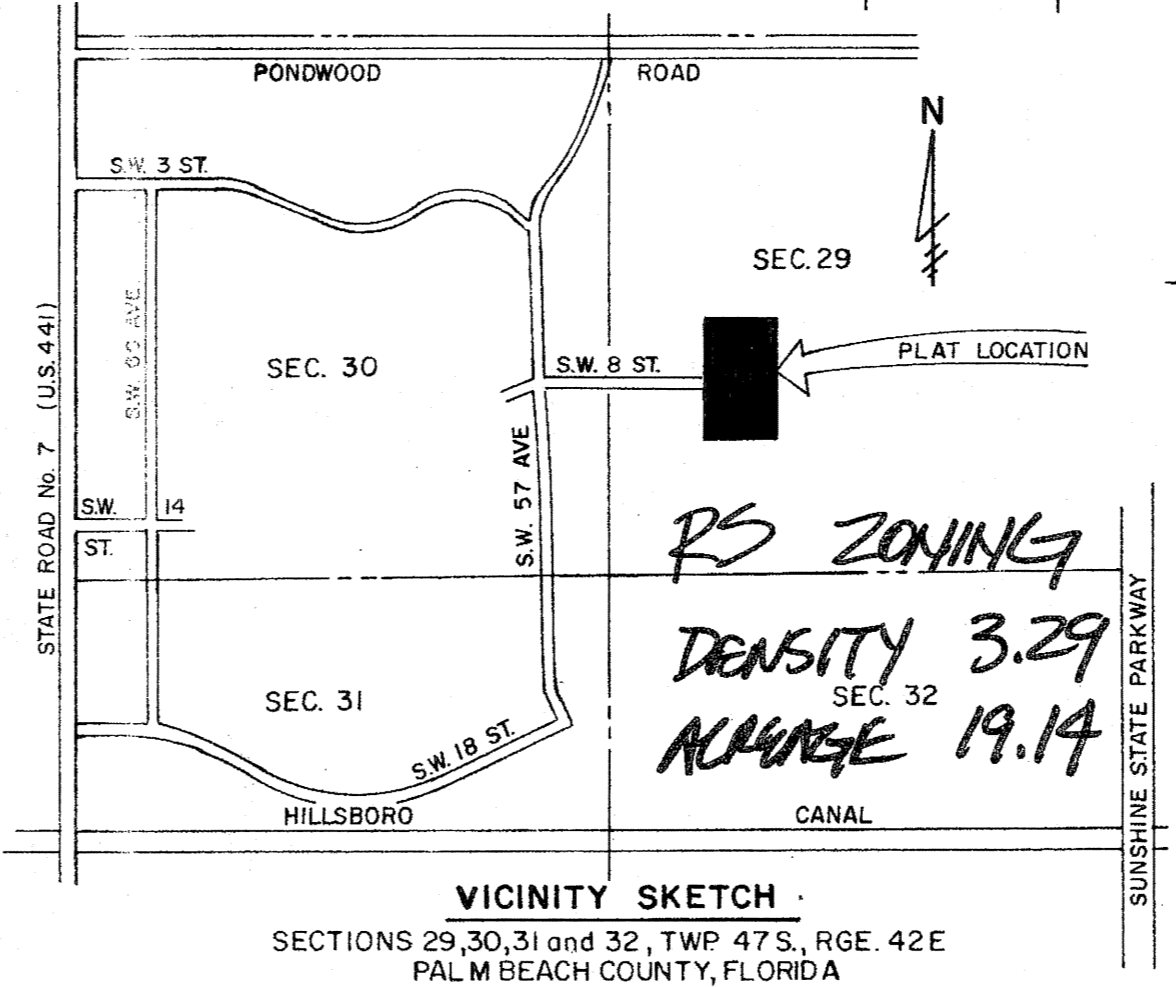 PONDWOOD ROAD
N
S.W. 3 ST.
SEC. 29
STATE ROAD No. 7 (U.S. 441)
SEC. 30
S.W. 8 ST.
PLAT LOCATION
S.W. 57 AVE
S.W. 14
ST.
RS ZONING
DENSITY 3.29
SEC. 31
SEC. 32
ACREAGE 19.14
S.W. 18 ST.
SUNSHINE STATE PARKWAY
HILLSBORO CANAL
VICINITY SKETCH
SECTIONS 29,30,31 and 32, TWP. 47 S., RGE. 42 E
PALM BEACH COUNTY, FLORIDA